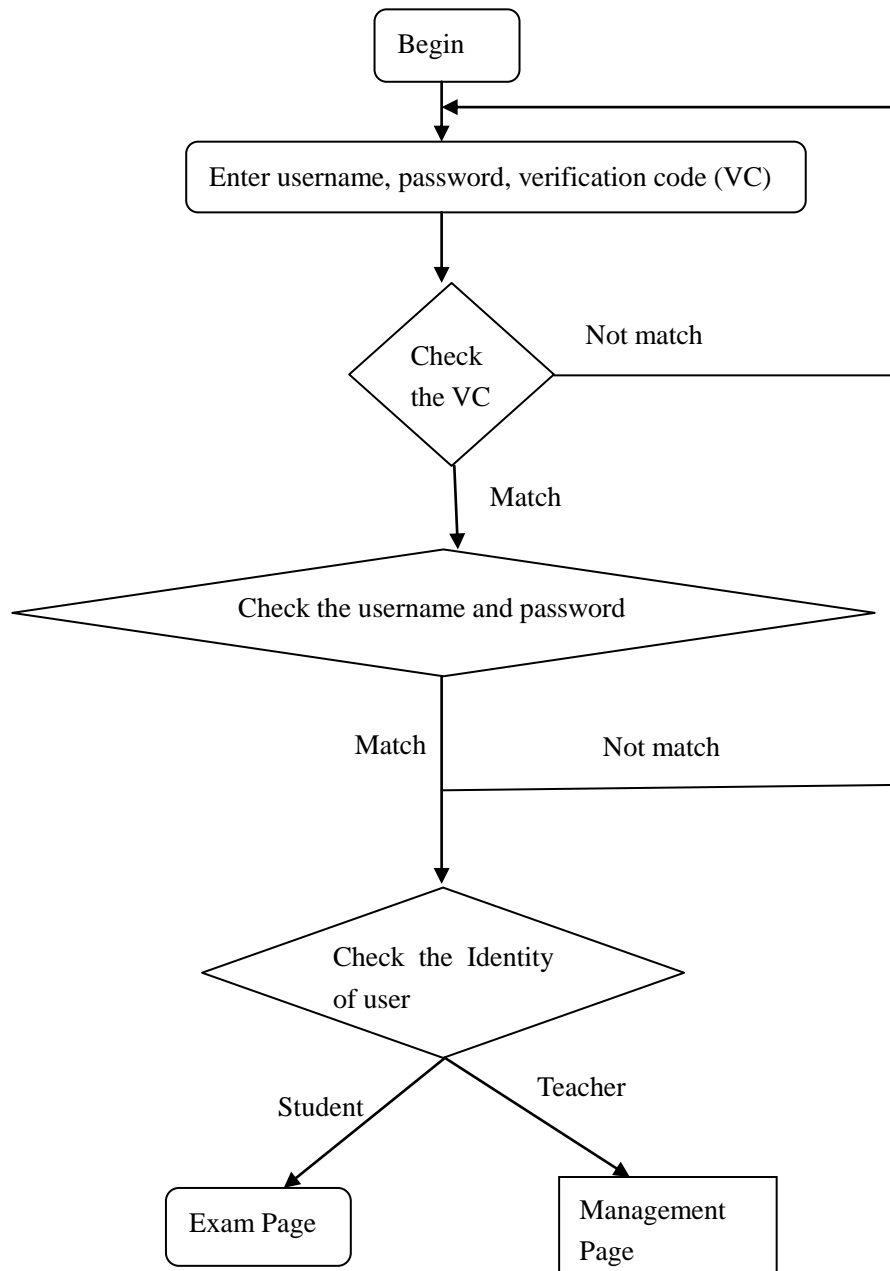 Begin
Enter username, password, verification code (VC)
Not match
Check
the VC
Match
Check the username and password
Match
Not match
Check the Identity
of user
Teacher
Student
Exam Page
Management
Page